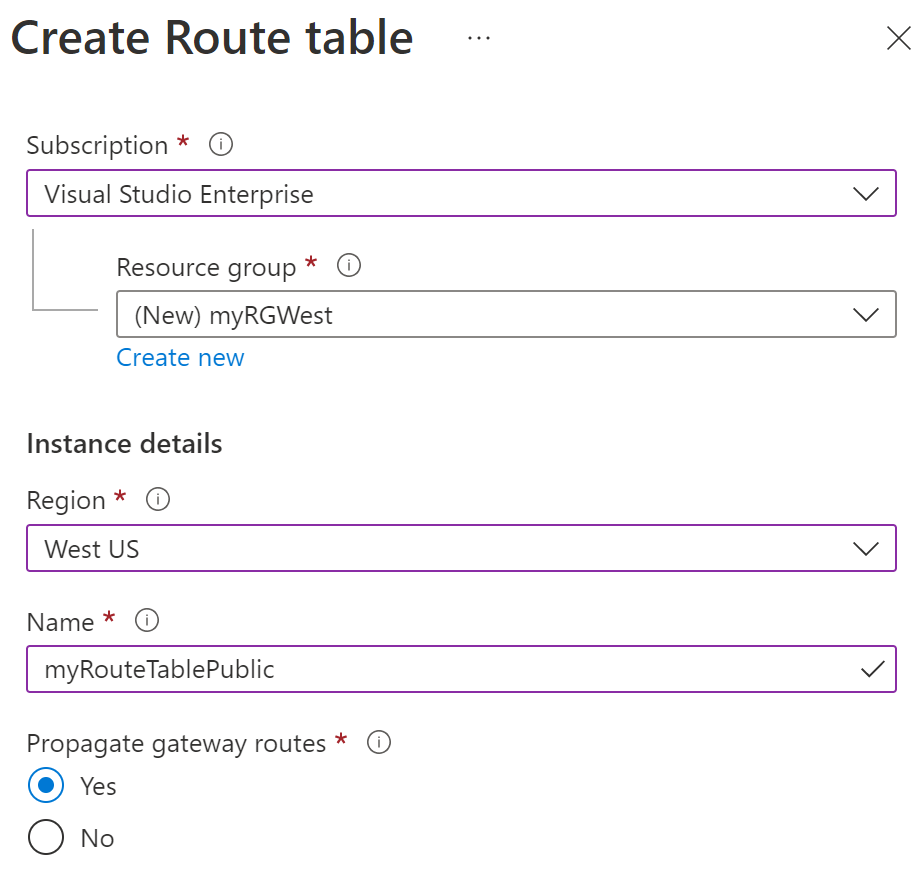 Create Route table ...
Subscription *
Visual Studio Enterprise
Resource group *
(New) myRGWest
Create new
Instance details
Region *
West US
Name *
myRouteTablePublic
Propagate gateway routes *
Yes
No